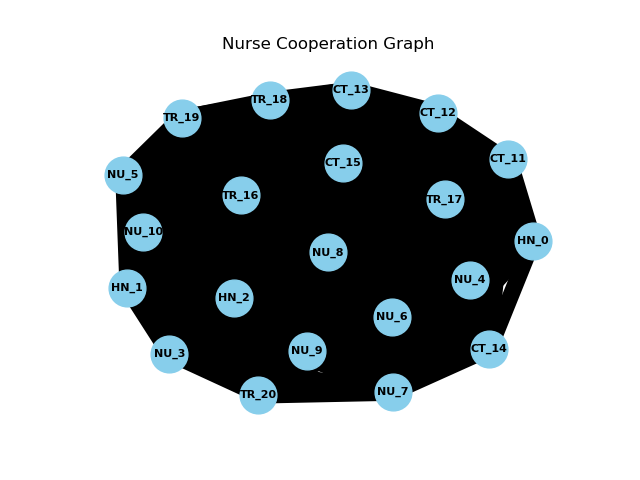 Nurse Cooperation Graph
CT_13
TR_18
CT_12
TR_19
CT_11
CT_15
NU_5
TR_16
TR_17
NU_10
HN_0
NU_8
NU_4
HN_1
HN_2
NU_6
CT_14
NU_9
NU_3
NU_7
TR_20